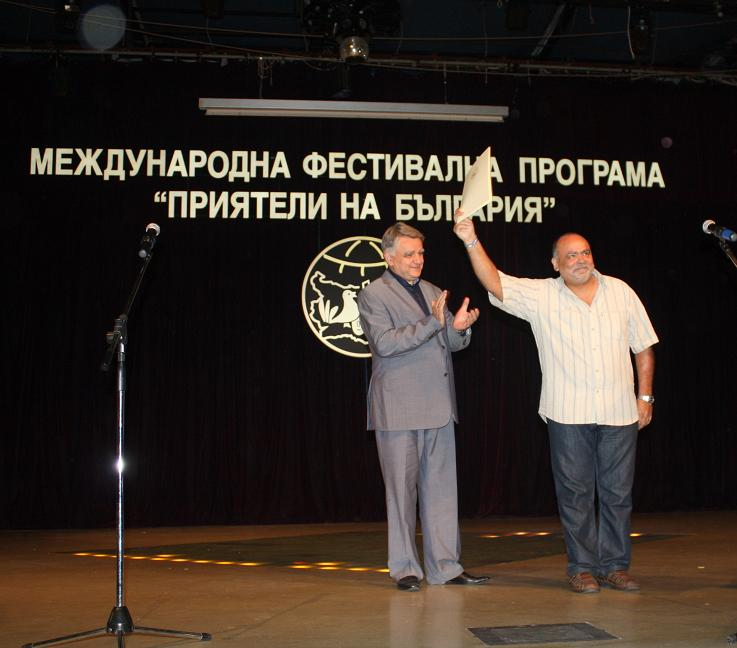 МЕЖДУНАРОДНА ФЕСТИВАЛНА ПРОГРАМА
“ПРИЯТЕЛИ НА БЪЛГАРИЯ”